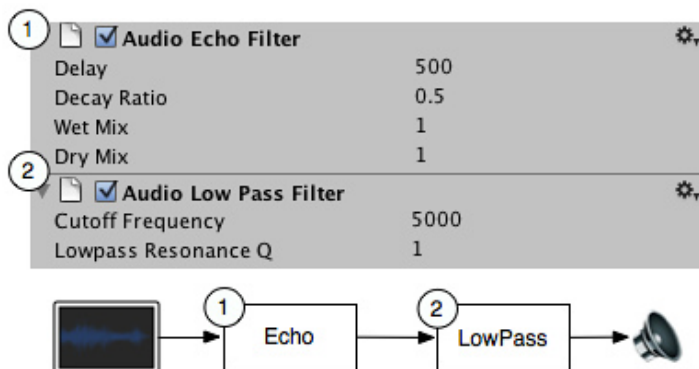 1 Audio Echo Filter
Delay 500
Decay Ratio 0.5
Wet Mix 1
Dry Mix 1
2 Audio Low Pass Filter
Cutoff Frequency 5000
Lowpass Resonance Q 1
1 2
Echo LowPass